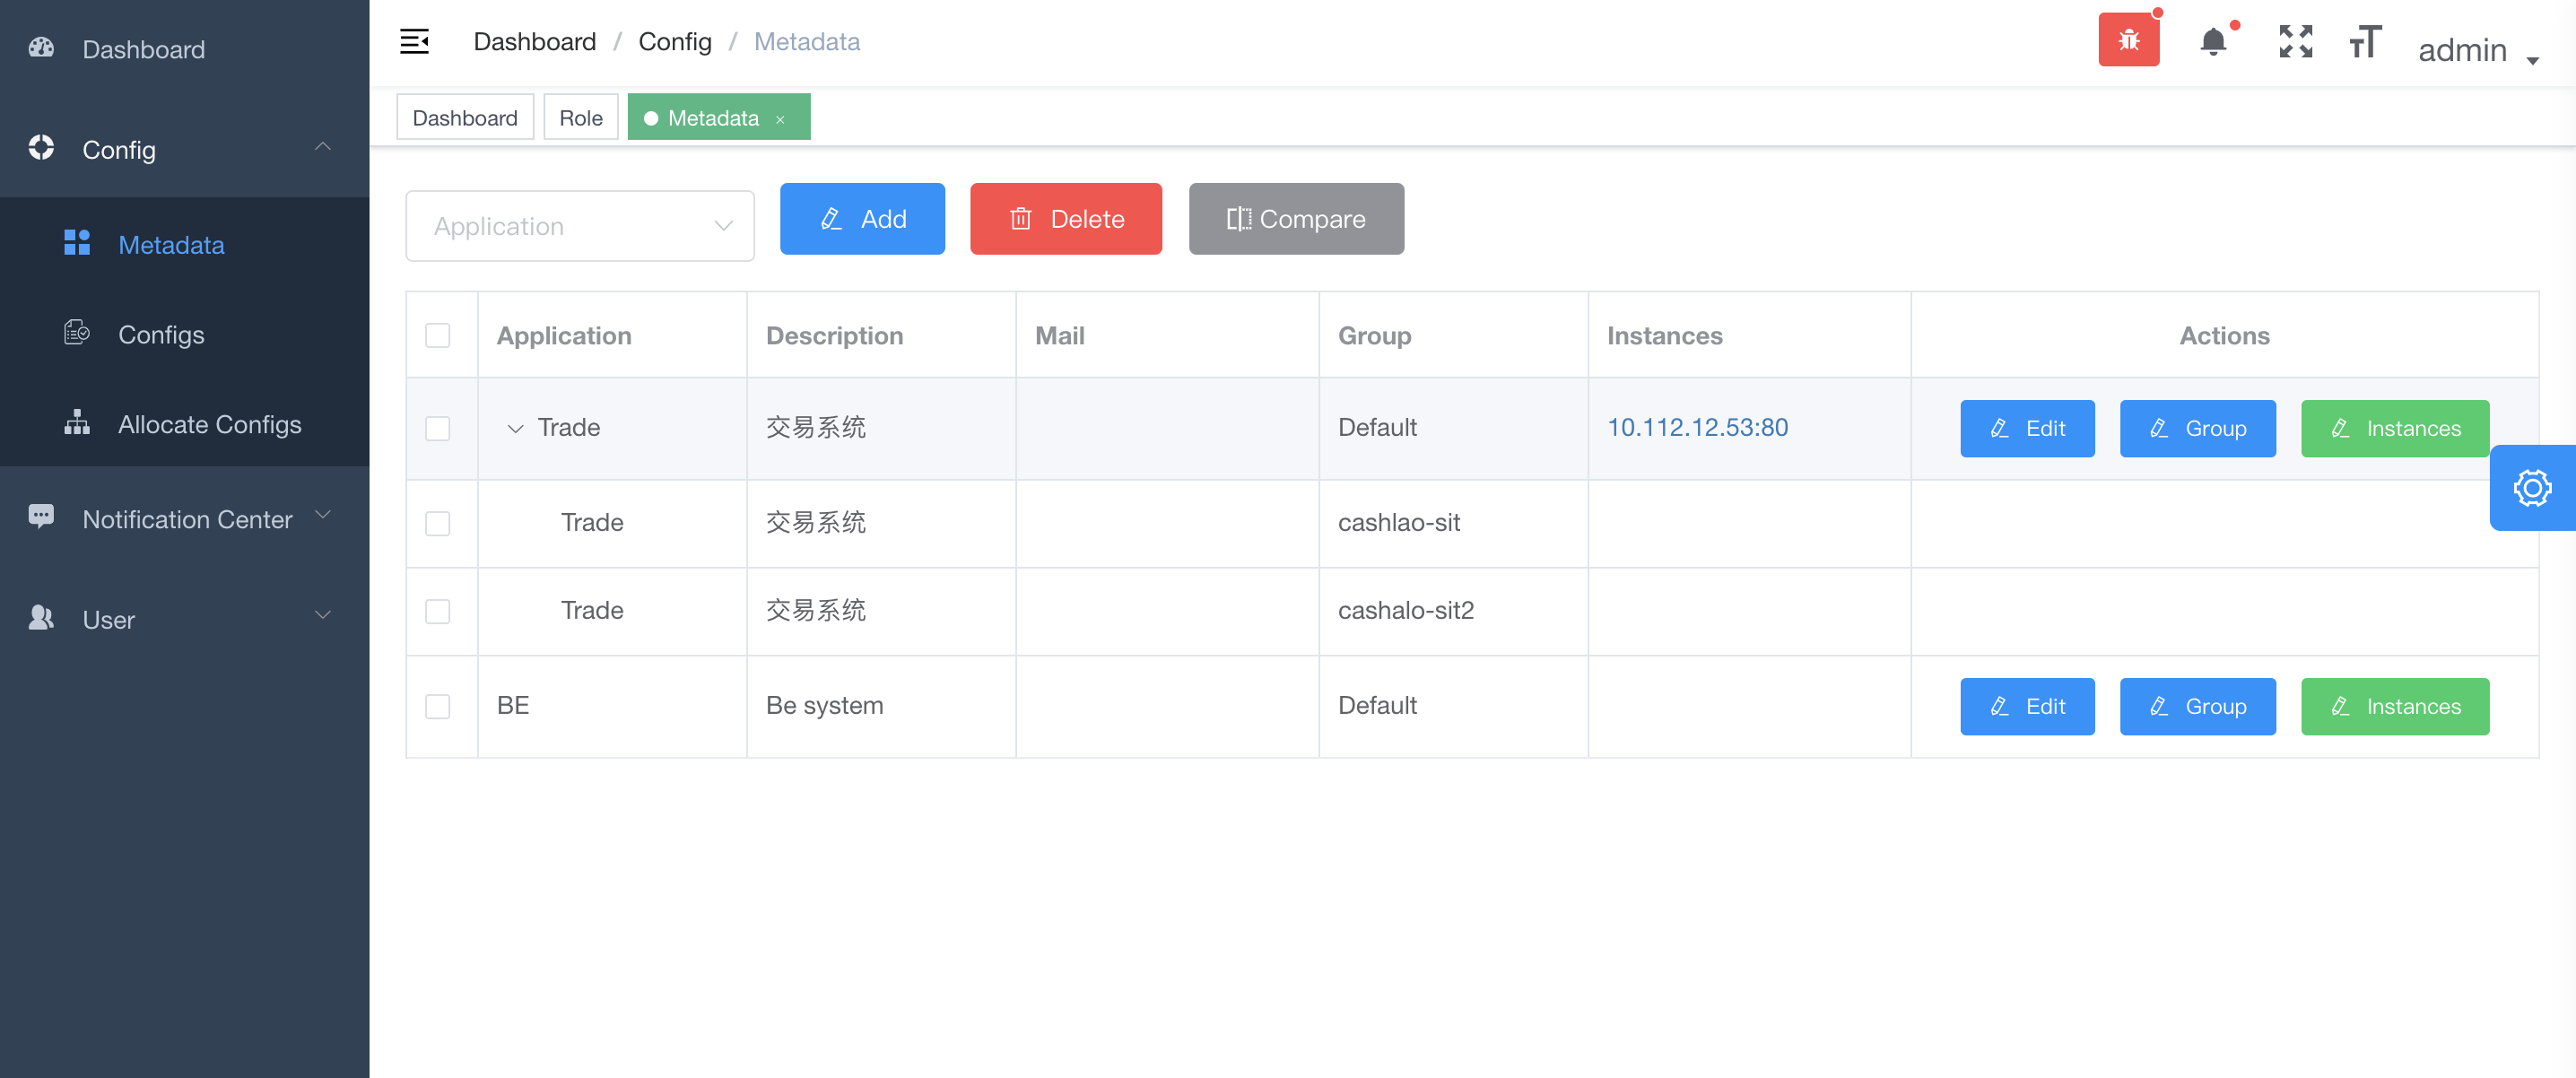 Dashboard
Config
Metadata
Configs
Allocate Configs
Notification Center
User
Dashboard / Config / Metadata
admin
Dashboard Role Metadata ×
Application Add Delete Compare
Application Description Mail Group Instances Actions
Trade 交易系统 Default 10.112.12.53:80 Edit Group Instances
Trade 交易系统 cashlao-sit
Trade 交易系统 cashalo-sit2
BE Be system Default Edit Group Instances